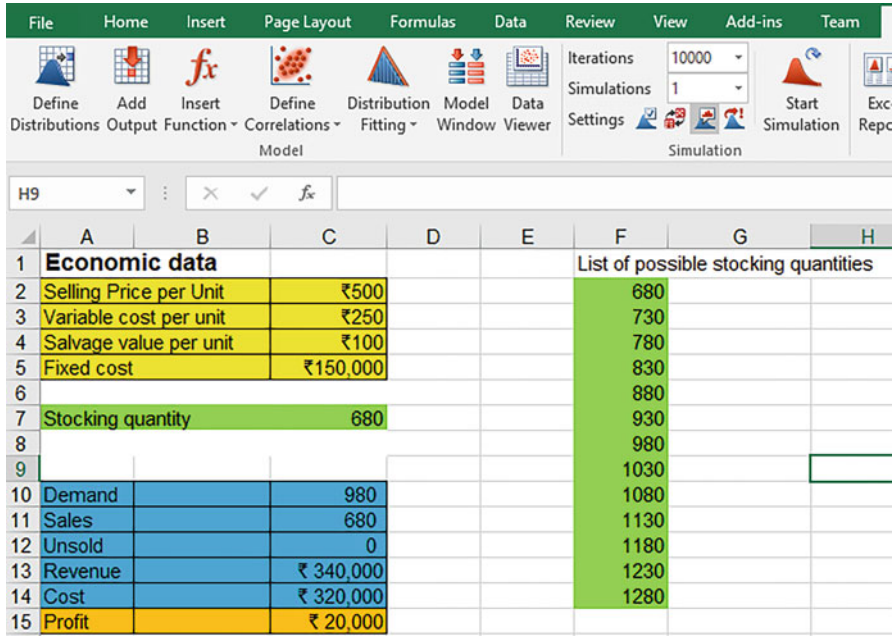 File Home Insert Page Layout Formulas Data Review View Add-ins Team
Define Distributions
Add Output
Insert Function
Define Correlations
Distribution Fitting
Model Window
Data Viewer
Iterations 10000
Simulations 1
Settings
Start Simulation
Model
Simulation
H9 fx
A B C D E F G H
1 Economic data List of possible stocking quantities
2 Selling Price per Unit ₹500 680
3 Variable cost per unit ₹250 730
4 Salvage value per unit ₹100 780
5 Fixed cost ₹150,000 830
6 880
7 Stocking quantity 680 930
8 980
9 1030
10 Demand 980 1080
11 Sales 680 1130
12 Unsold 0 1180
13 Revenue ₹ 340,000 1230
14 Cost ₹ 320,000 1280
15 Profit ₹ 20,000